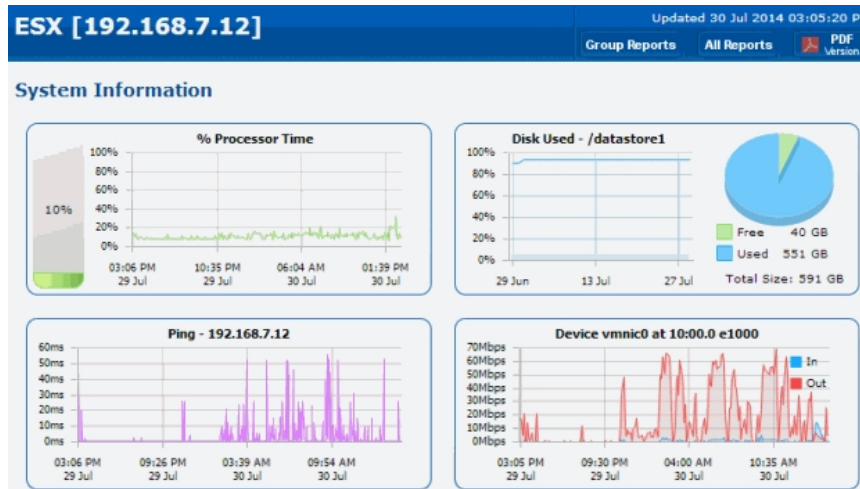 ESX [192.168.7.12]
Updated 30 Jul 2014 03:05:20 P
Group Reports
All Reports
PDF
Version
System Information
% Processor Time
10%
100%
80%
60%
40%
20%
0%
03:06 PM
29 Jul
10:35 PM
29 Jul
06:04 AM
30 Jul
01:39 PM
30 Jul
Disk Used - /datastore1
100%
80%
60%
40%
20%
0%
29 Jun
13 Jul
27 Jul
Free 40 GB
Used 551 GB
Total Size: 591 GB
Ping - 192.168.7.12
60ms
50ms
40ms
30ms
20ms
10ms
0ms
03:06 PM
29 Jul
09:26 PM
29 Jul
03:39 AM
30 Jul
09:54 AM
30 Jul
Device vmnic0 at 10:00.0 e1000
70Mbps
60Mbps
50Mbps
40Mbps
30Mbps
20Mbps
10Mbps
0Mbps
In
Out
03:05 PM
29 Jul
09:30 PM
29 Jul
04:00 AM
30 Jul
10:35 AM
30 Jul